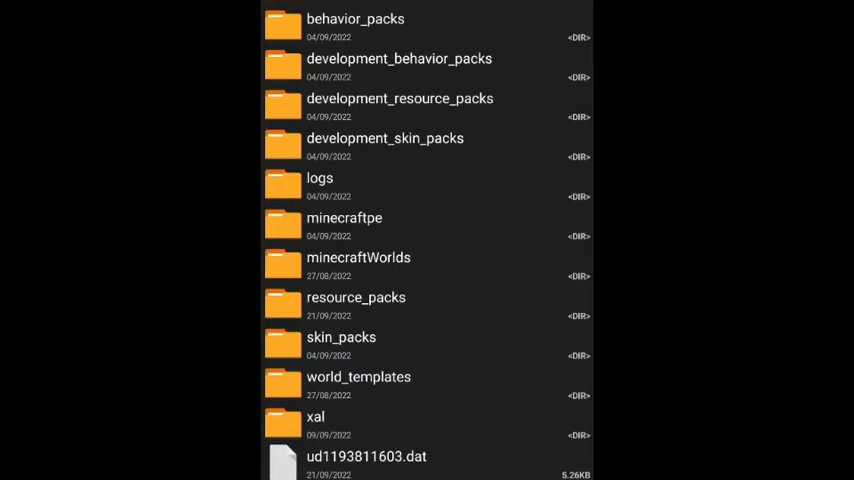 behavior_packs
04/09/2022 <DIR>
development_behavior_packs
04/09/2022 <DIR>
development_resource_packs
04/09/2022 <DIR>
development_skin_packs
04/09/2022 <DIR>
logs
04/09/2022 <DIR>
minecraftpe
04/09/2022 <DIR>
minecraftWorlds
27/08/2022 <DIR>
resource_packs
21/09/2022 <DIR>
skin_packs
04/09/2022 <DIR>
world_templates
27/08/2022 <DIR>
xal
09/09/2022 <DIR>
ud1193811603.dat
21/09/2022 5.26KB